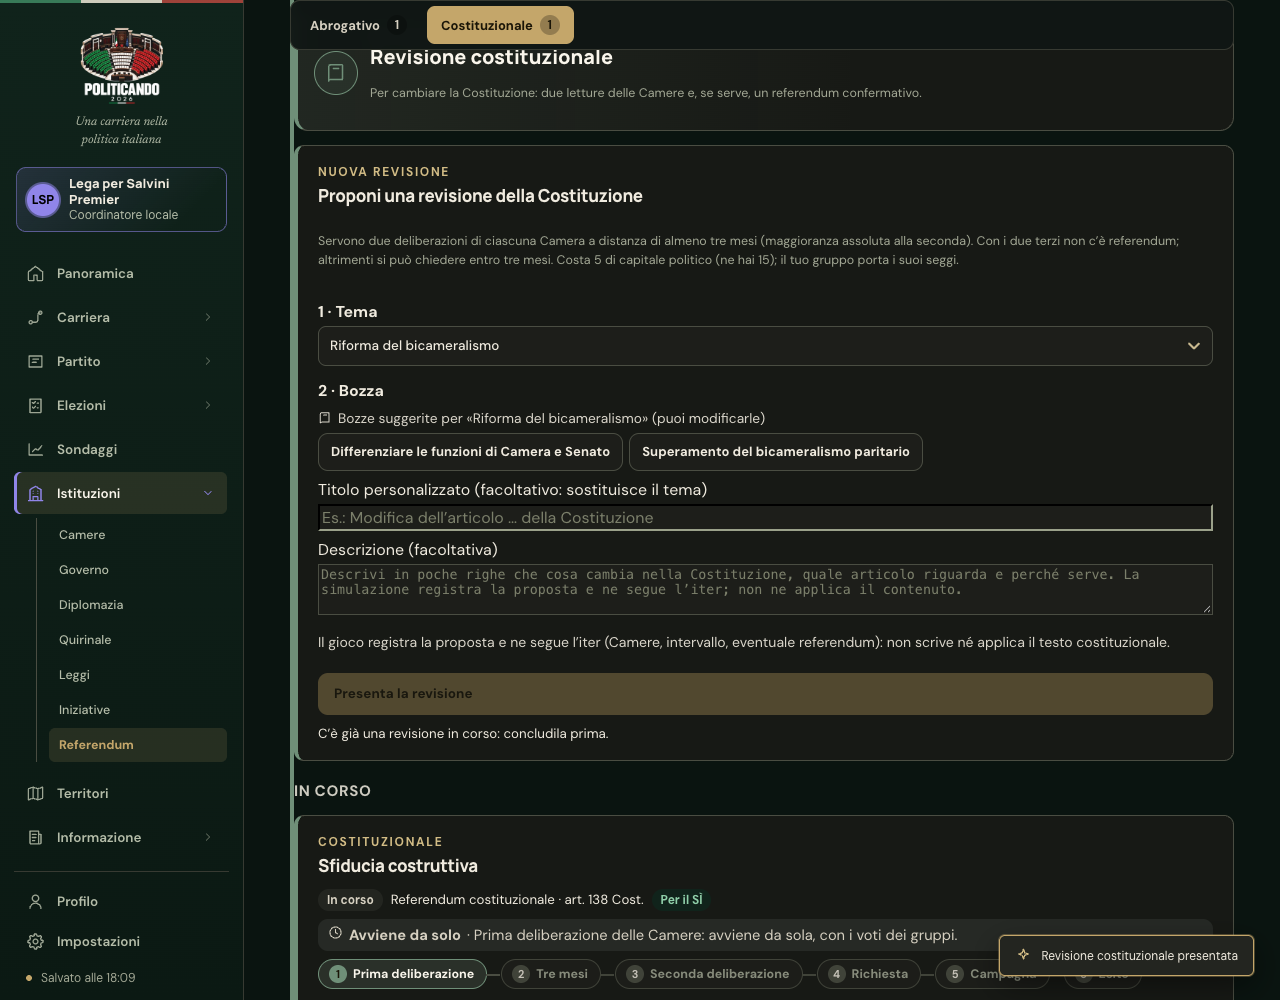 POLITICANDO
2026
Una carriera nella
politica italiana
LSP
Lega per Salvini
Premier
Coordinatore locale
Panoramica
Carriera
Partito
Elezioni
Sondaggi
Istituzioni
Camere
Governo
Diplomazia
Quirinale
Leggi
Iniziative
Referendum
Territori
Informazione
Profilo
Impostazioni
Salvato alle 18:09
Abrogativo 1
Costituzionale 1
Revisione costituzionale
Per cambiare la Costituzione: due letture delle Camere e, se serve, un referendum confermativo.
NUOVA REVISIONE
Proponi una revisione della Costituzione
Servono due deliberazioni di ciascuna Camera a distanza di almeno tre mesi (maggioranza assoluta alla seconda). Con i due terzi non c’è referendum;
altrimenti si può chiedere entro tre mesi. Costa 5 di capitale politico (ne hai 15); il tuo gruppo porta i suoi seggi.
1 · Tema
Riforma del bicameralismo
2 · Bozza
Bozze suggerite per «Riforma del bicameralismo» (puoi modificarle)
Differenziare le funzioni di Camera e Senato
Superamento del bicameralismo paritario
Titolo personalizzato (facoltativo: sostituisce il tema)
Es.: Modifica dell’articolo … della Costituzione
Descrizione (facoltativa)
Descrivi in poche righe che cosa cambia nella Costituzione, quale articolo riguarda e perché serve. La
simulazione registra la proposta e ne segue l’iter; non ne applica il contenuto.
Il gioco registra la proposta e ne segue l’iter (Camere, intervallo, eventuale referendum): non scrive né applica il testo costituzionale.
Presenta la revisione
C’è già una revisione in corso: concludila prima.
IN CORSO
COSTITUZIONALE
Sfiducia costruttiva
In corso Referendum costituzionale · art. 138 Cost. Per il SÌ
Avviene da solo · Prima deliberazione delle Camere: avviene da sola, con i voti dei gruppi.
1 Prima deliberazione
2 Tre mesi
3 Seconda deliberazione
4 Richiesta
5
Revisione costituzionale presentata